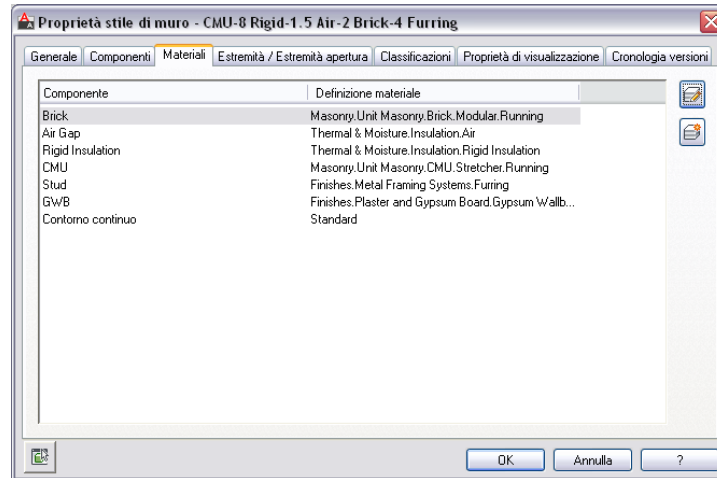 Proprietà stile di muro - CMU-8 Rigid-1.5 Air-2 Brick-4 Furring
Generale Componenti Materiali Estremità / Estremità apertura Classificazioni Proprietà di visualizzazione Cronologia versioni
Componente Definizione materiale
Brick Masonry.Unit Masonry.Brick.Modular.Running
Air Gap Thermal & Moisture.Insulation.Air
Rigid Insulation Thermal & Moisture.Insulation.Rigid Insulation
CMU Masonry.Unit Masonry.CMU.Stretcher.Running
Stud Finishes.Metal Framing Systems.Furring
GWB Finishes.Plaster and Gypsum Board.Gypsum Wallb...
Contorno continuo Standard
OK Annulla ?